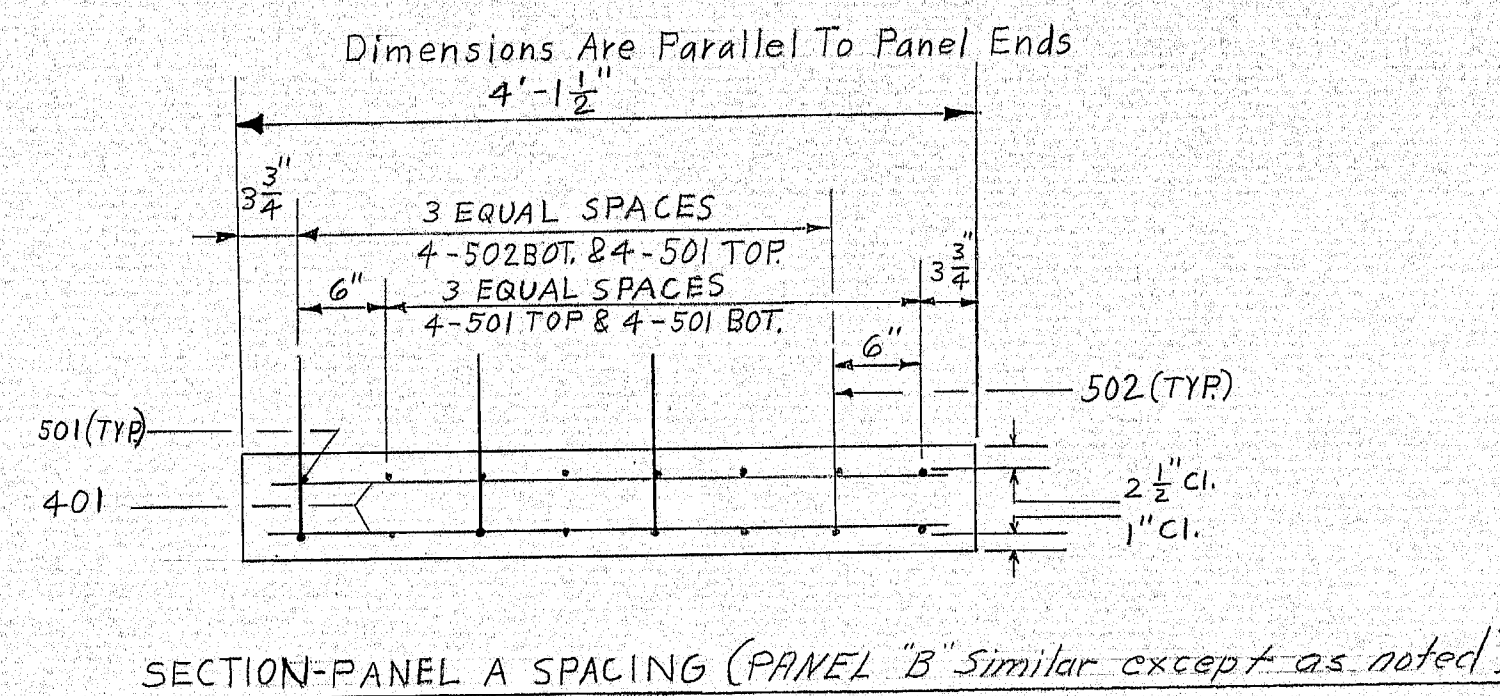 Dimensions Are Parallel To Panel Ends
4'-1 1/2"
3 3/4"
3 EQUAL SPACES
4-502 BOT. & 4-501 TOP.
3 3/4"
6"
3 EQUAL SPACES
4-501 TOP & 4-501 BOT.
6"
502 (TYP.)
501 (TYP.)
401
2 1/2" Cl.
1" Cl.
SECTION-PANEL A SPACING (PANEL "B" Similar except as noted)